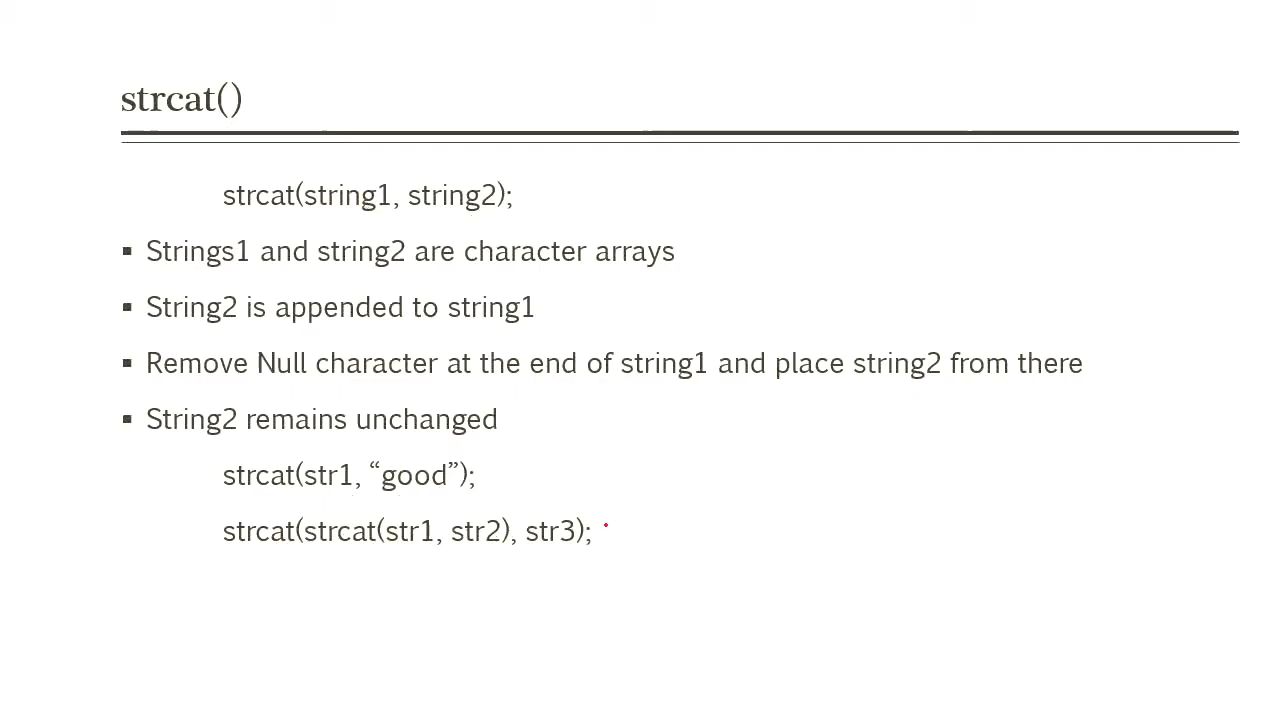 strcat()
strcat(string1, string2);
▪ Strings1 and string2 are character arrays
▪ String2 is appended to string1
▪ Remove Null character at the end of string1 and place string2 from there
▪ String2 remains unchanged
strcat(str1, “good”);
strcat(strcat(str1, str2), str3);